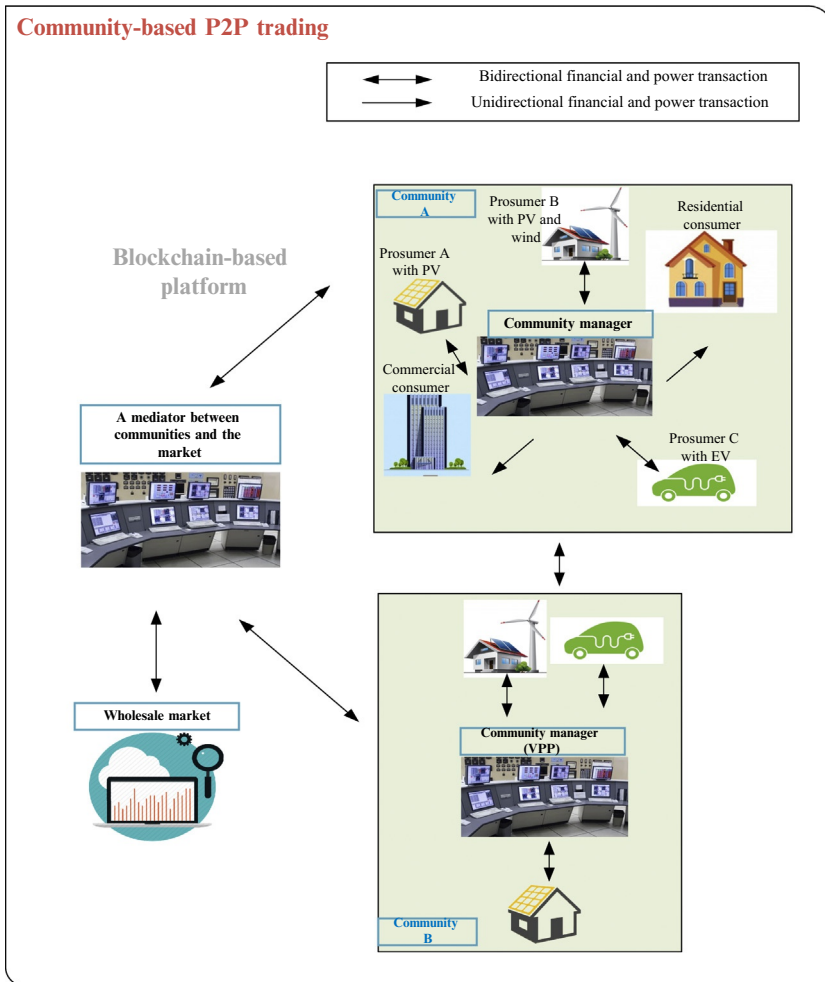 Community-based P2P trading
Bidirectional financial and power transaction
Unidirectional financial and power transaction
Community
A
Prosumer B
with PV and
wind
Residential
consumer
Blockchain-based
platform
Prosumer A
with PV
Community manager
Commercial
consumer
A mediator between
communities and the
market
Prosumer C
with EV
Wholesale market
Community manager
(VPP)
Community
B